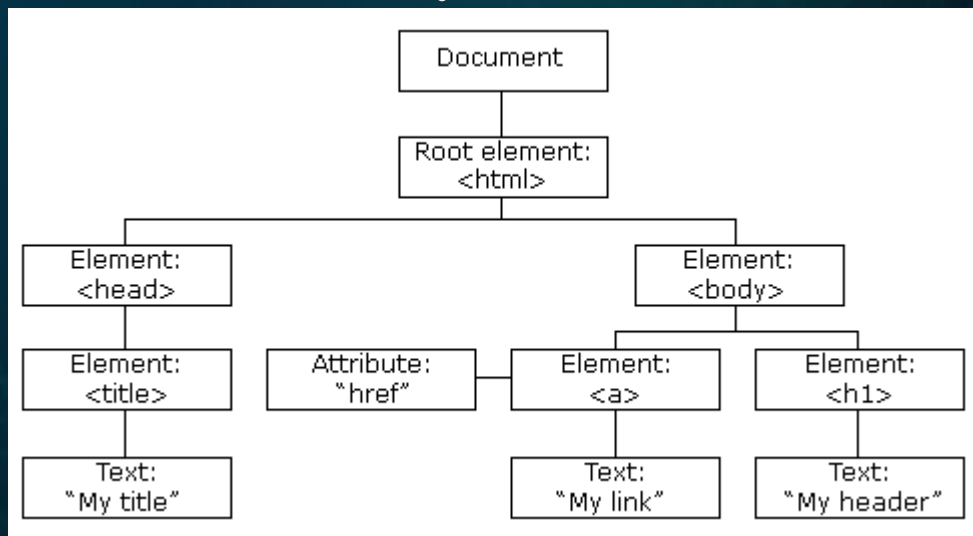 Document
Root element:
<html>
Element:
<head>
Element:
<body>
Element:
<title>
Attribute:
“href”
Element:
<a>
Element:
<h1>
Text:
“My title”
Text:
“My link”
Text:
“My header”